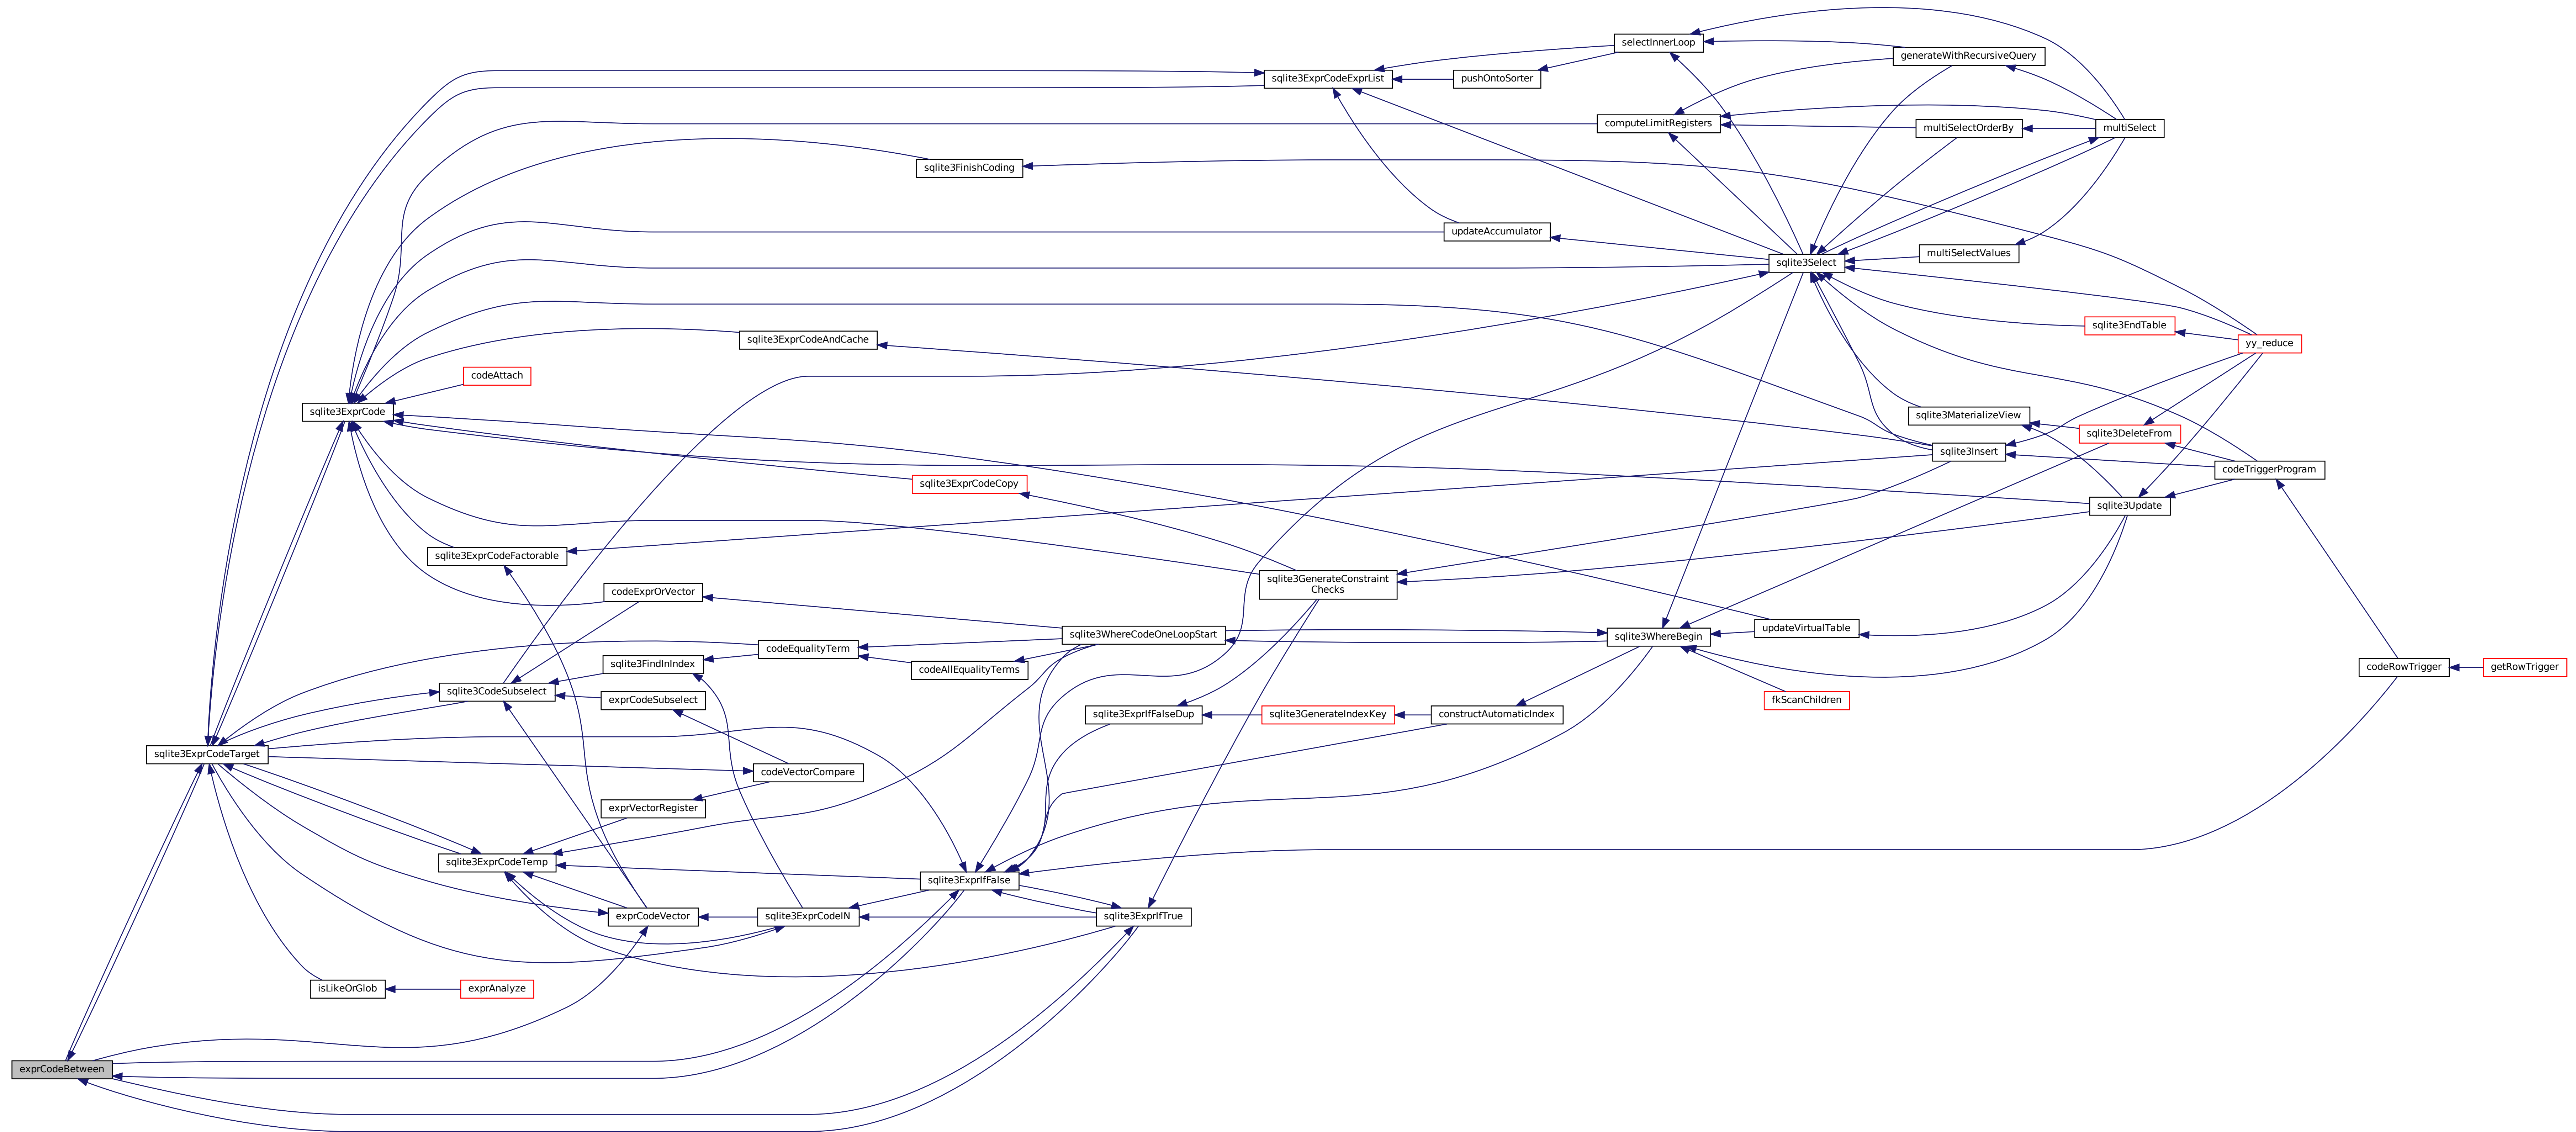 selectInnerLoop
generateWithRecursiveQuery
sqlite3ExprCodeExprList
pushOntoSorter
computeLimitRegisters
multiSelectOrderBy
multiSelect
sqlite3FinishCoding
updateAccumulator
multiSelectValues
sqlite3Select
sqlite3EndTable
sqlite3ExprCodeAndCache
yy_reduce
codeAttach
sqlite3ExprCode
sqlite3MaterializeView
sqlite3DeleteFrom
sqlite3Insert
codeTriggerProgram
sqlite3ExprCodeCopy
sqlite3Update
sqlite3ExprCodeFactorable
sqlite3GenerateConstraint
Checks
codeExprOrVector
updateVirtualTable
sqlite3WhereCodeOneLoopStart
sqlite3WhereBegin
codeEqualityTerm
sqlite3FindInIndex
codeAllEqualityTerms
codeRowTrigger
getRowTrigger
sqlite3CodeSubselect
exprCodeSubselect
fkScanChildren
sqlite3ExprIfFalseDup
sqlite3GenerateIndexKey
constructAutomaticIndex
sqlite3ExprCodeTarget
codeVectorCompare
exprVectorRegister
sqlite3ExprCodeTemp
sqlite3ExprIfFalse
exprCodeVector
sqlite3ExprCodeIN
sqlite3ExprIfTrue
isLikeOrGlob
exprAnalyze
exprCodeBetween